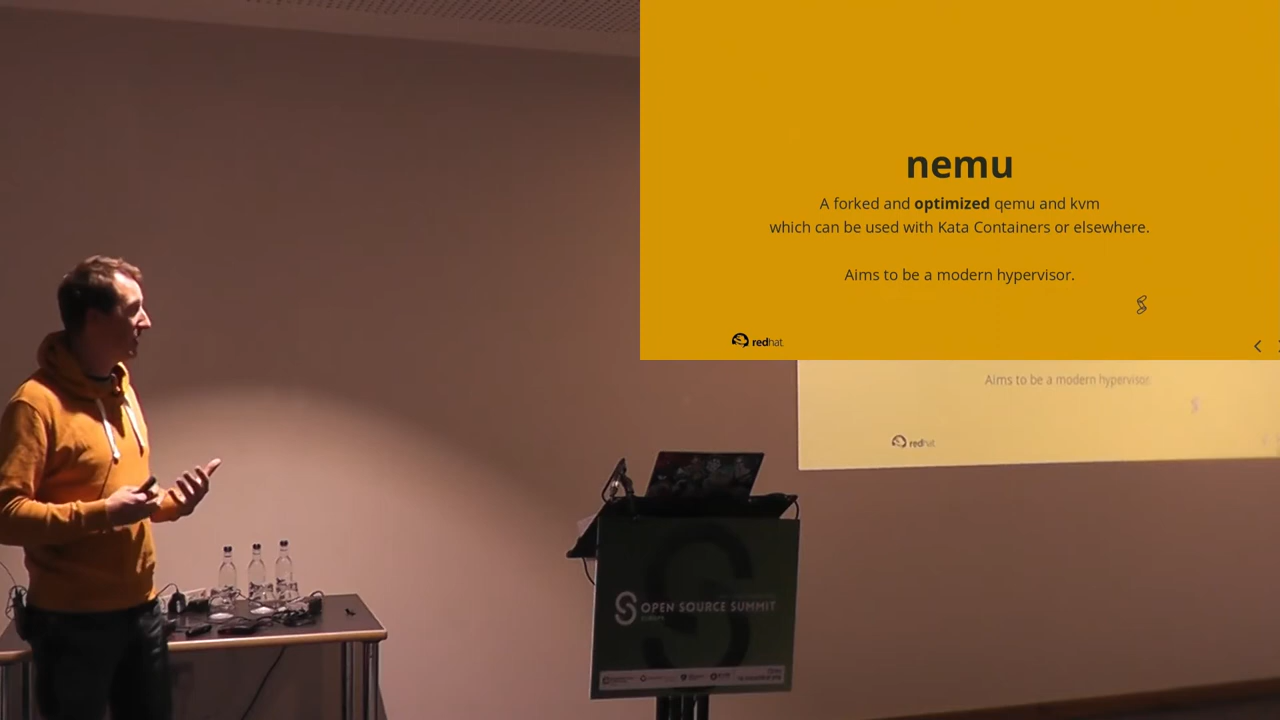 nemu
A forked and optimized qemu and kvm
which can be used with Kata Containers or elsewhere.
Aims to be a modern hypervisor.
redhat
Aims to be a modern hypervisor.
redhat
OPEN SOURCE SUMMIT